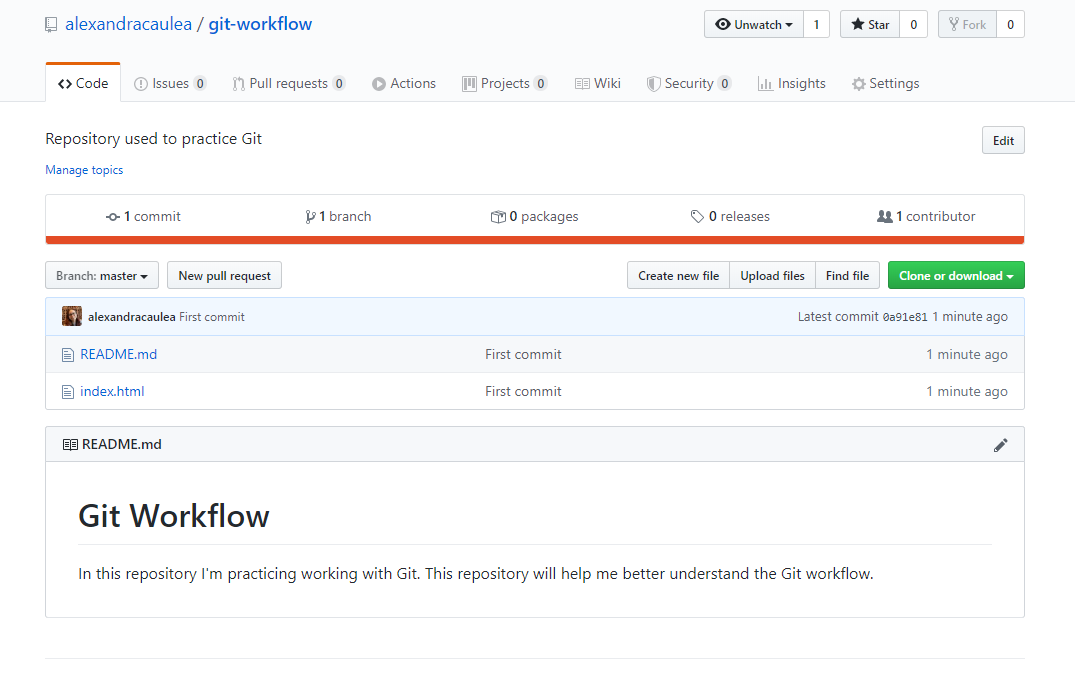 alexandracaulea / git-workflow Unwatch 1 Star 0 Fork 0
Code Issues 0 Pull requests 0 Actions Projects 0 Wiki Security 0 Insights Settings
Repository used to practice Git Edit
Manage topics
1 commit 1 branch 0 packages 0 releases 1 contributor
Branch: master New pull request Create new file Upload files Find file Clone or download
alexandracaulea First commit Latest commit 0a91e81 1 minute ago
README.md First commit 1 minute ago
index.html First commit 1 minute ago
README.md
Git Workflow
In this repository I'm practicing working with Git. This repository will help me better understand the Git workflow.